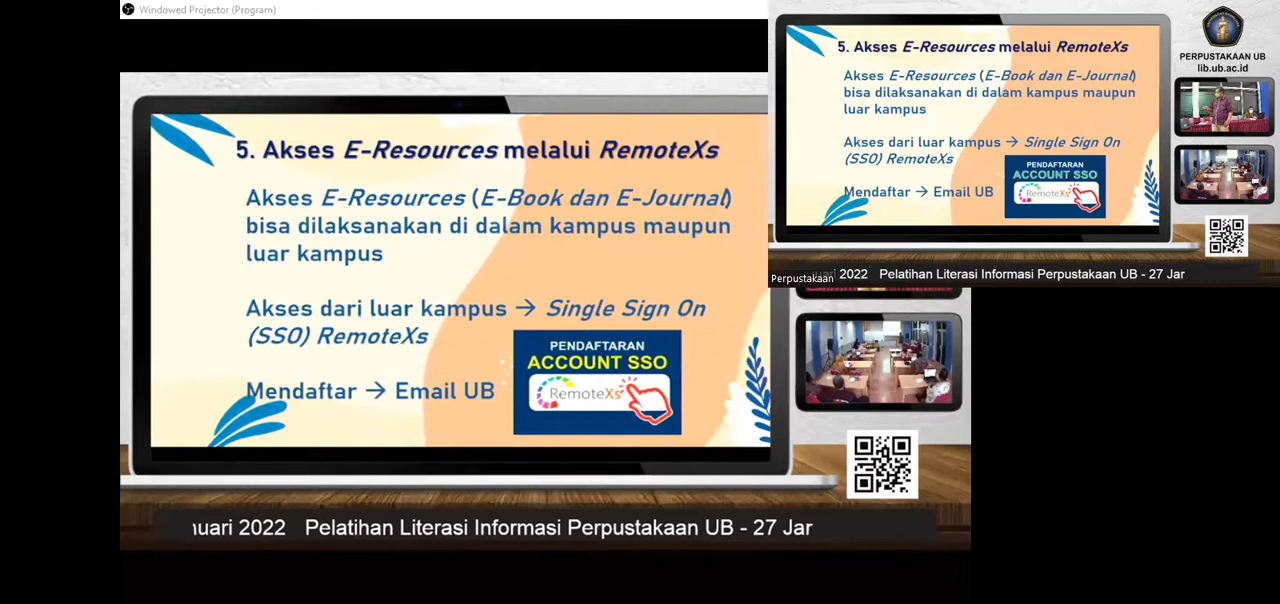 Windowed Projector (Program)
5. Akses E-Resources melalui RemoteXs
Akses E-Resources (E-Book dan E-Journal)
bisa dilaksanakan di dalam kampus maupun
luar kampus
Akses dari luar kampus → Single Sign On
(SSO) RemoteXs
Mendaftar → Email UB
PENDAFTARAN
ACCOUNT SSO
RemoteXs
uari 2022 Pelatihan Literasi Informasi Perpustakaan UB - 27 Jan
5. Akses E-Resources melalui RemoteXs
Akses E-Resources (E-Book dan E-Journal)
bisa dilaksanakan di dalam kampus maupun
luar kampus
Akses dari luar kampus → Single Sign On
(SSO) RemoteXs
Mendaftar → Email UB
PENDAFTARAN
ACCOUNT SSO
RemoteXs
PERPUSTAKAAN UB
lib.ub.ac.id
Perpustakaan
uari 2022 Pelatihan Literasi Informasi Perpustakaan UB - 27 Jan